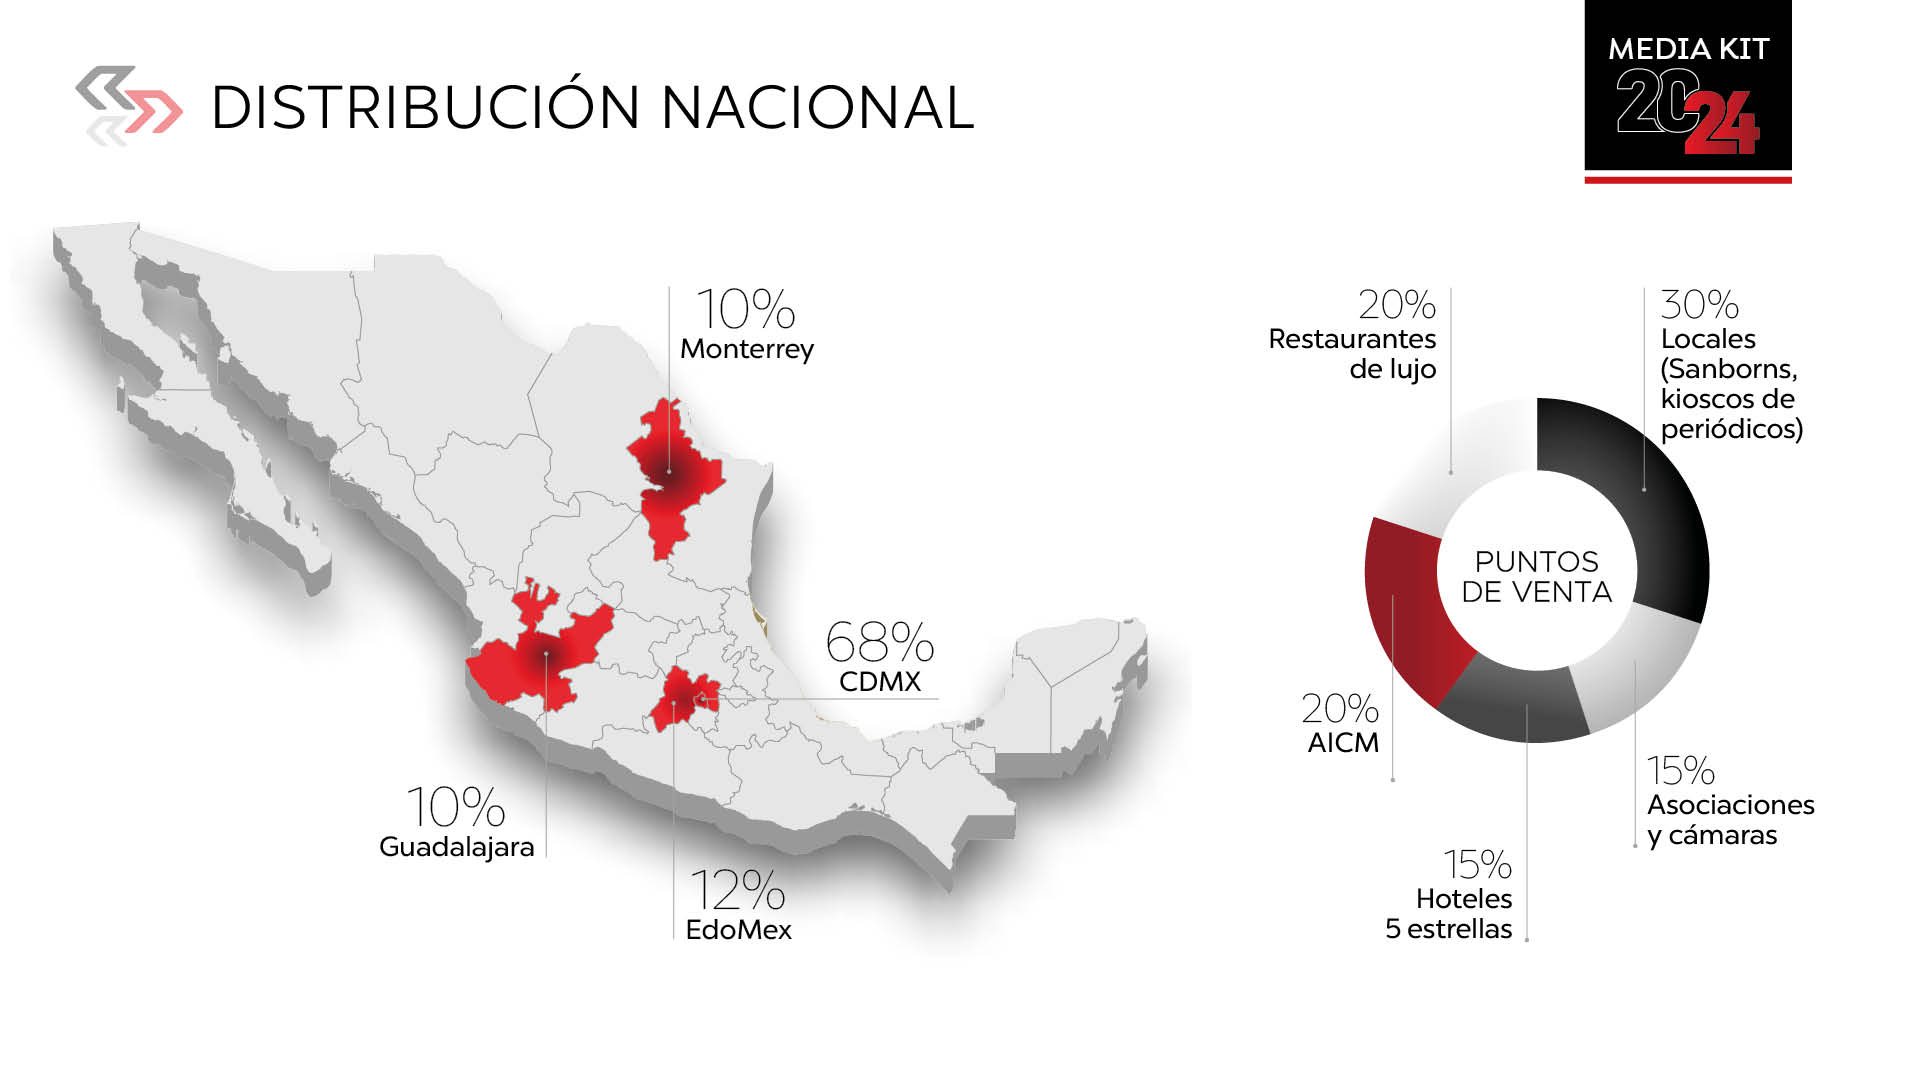 DISTRIBUCIÓN NACIONAL
MEDIA KIT
2024
10%
Monterrey
68%
CDMX
10%
Guadalajara
12%
EdoMex
20%
Restaurantes
de lujo
30%
Locales
(Sanborns,
kioscos de
periódicos)
PUNTOS
DE VENTA
20%
AICM
15%
Asociaciones
y cámaras
15%
Hoteles
5 estrellas